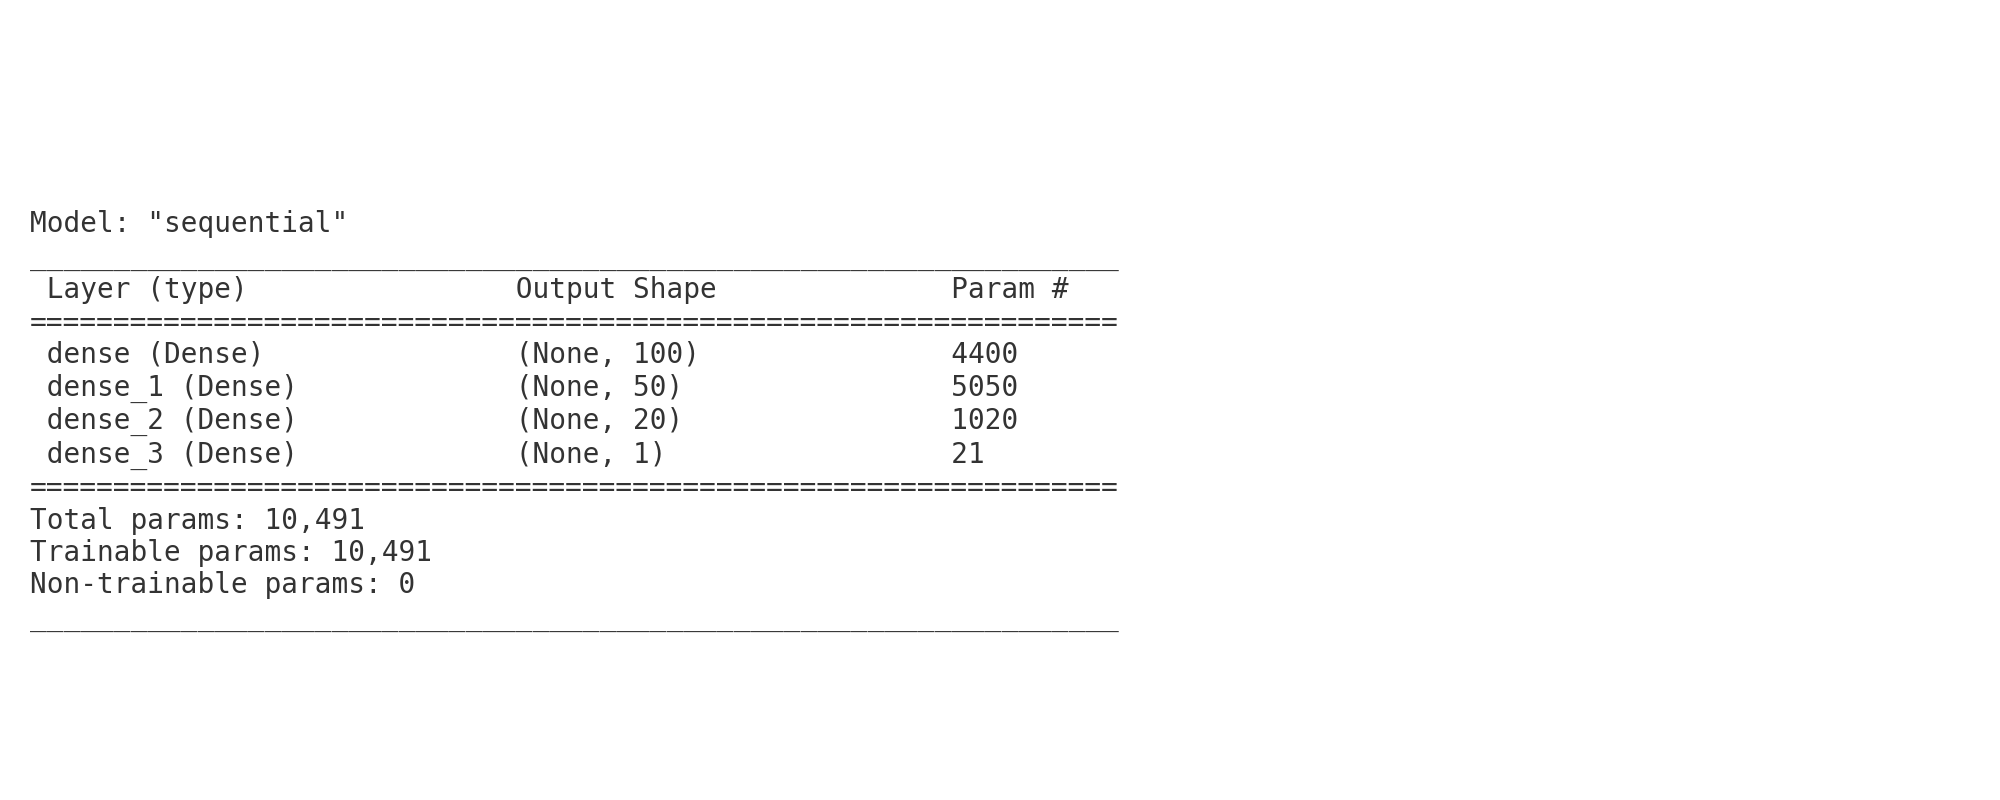 Model: "sequential"
_________________________________________________________________
 Layer (type)                Output Shape              Param #
=================================================================
 dense (Dense)               (None, 100)               4400
 dense_1 (Dense)             (None, 50)                5050
 dense_2 (Dense)             (None, 20)                1020
 dense_3 (Dense)             (None, 1)                 21
=================================================================
Total params: 10,491
Trainable params: 10,491
Non-trainable params: 0
_________________________________________________________________